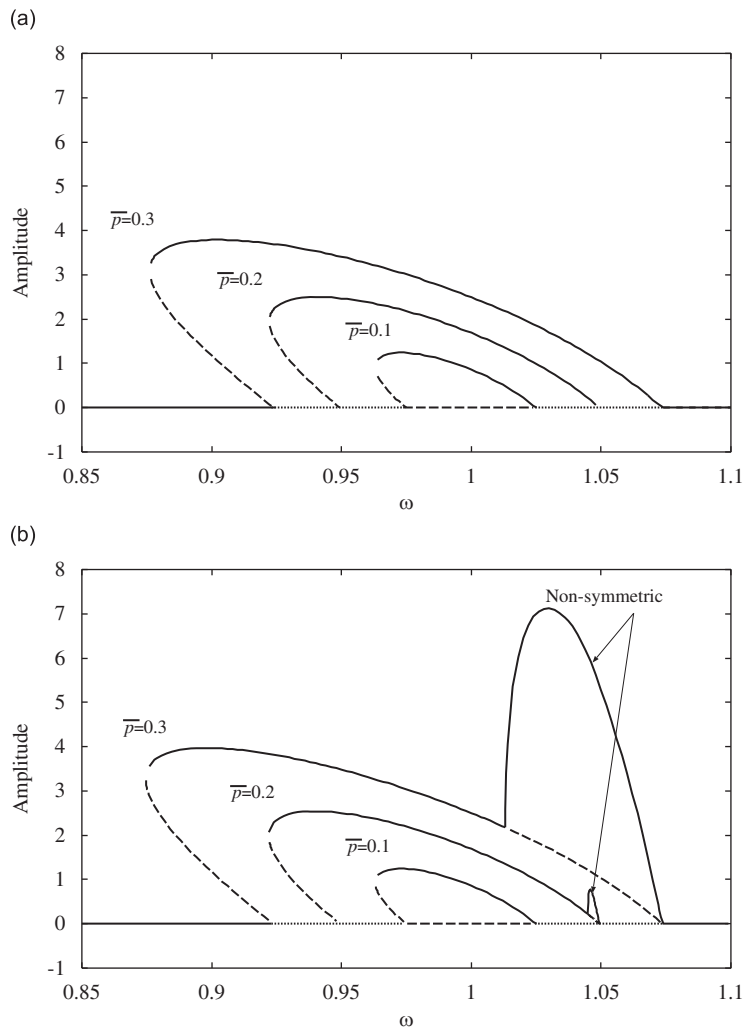 (a)
8
7
6
5
4
3
2
1
0
-1
Amplitude
p̅=0.3
p̅=0.2
p̅=0.1
0.85 0.9 0.95 1 1.05 1.1
ω
(b)
8
7
6
5
4
3
2
1
0
-1
Amplitude
Non-symmetric
p̅=0.3
p̅=0.2
p̅=0.1
0.85 0.9 0.95 1 1.05 1.1
ω